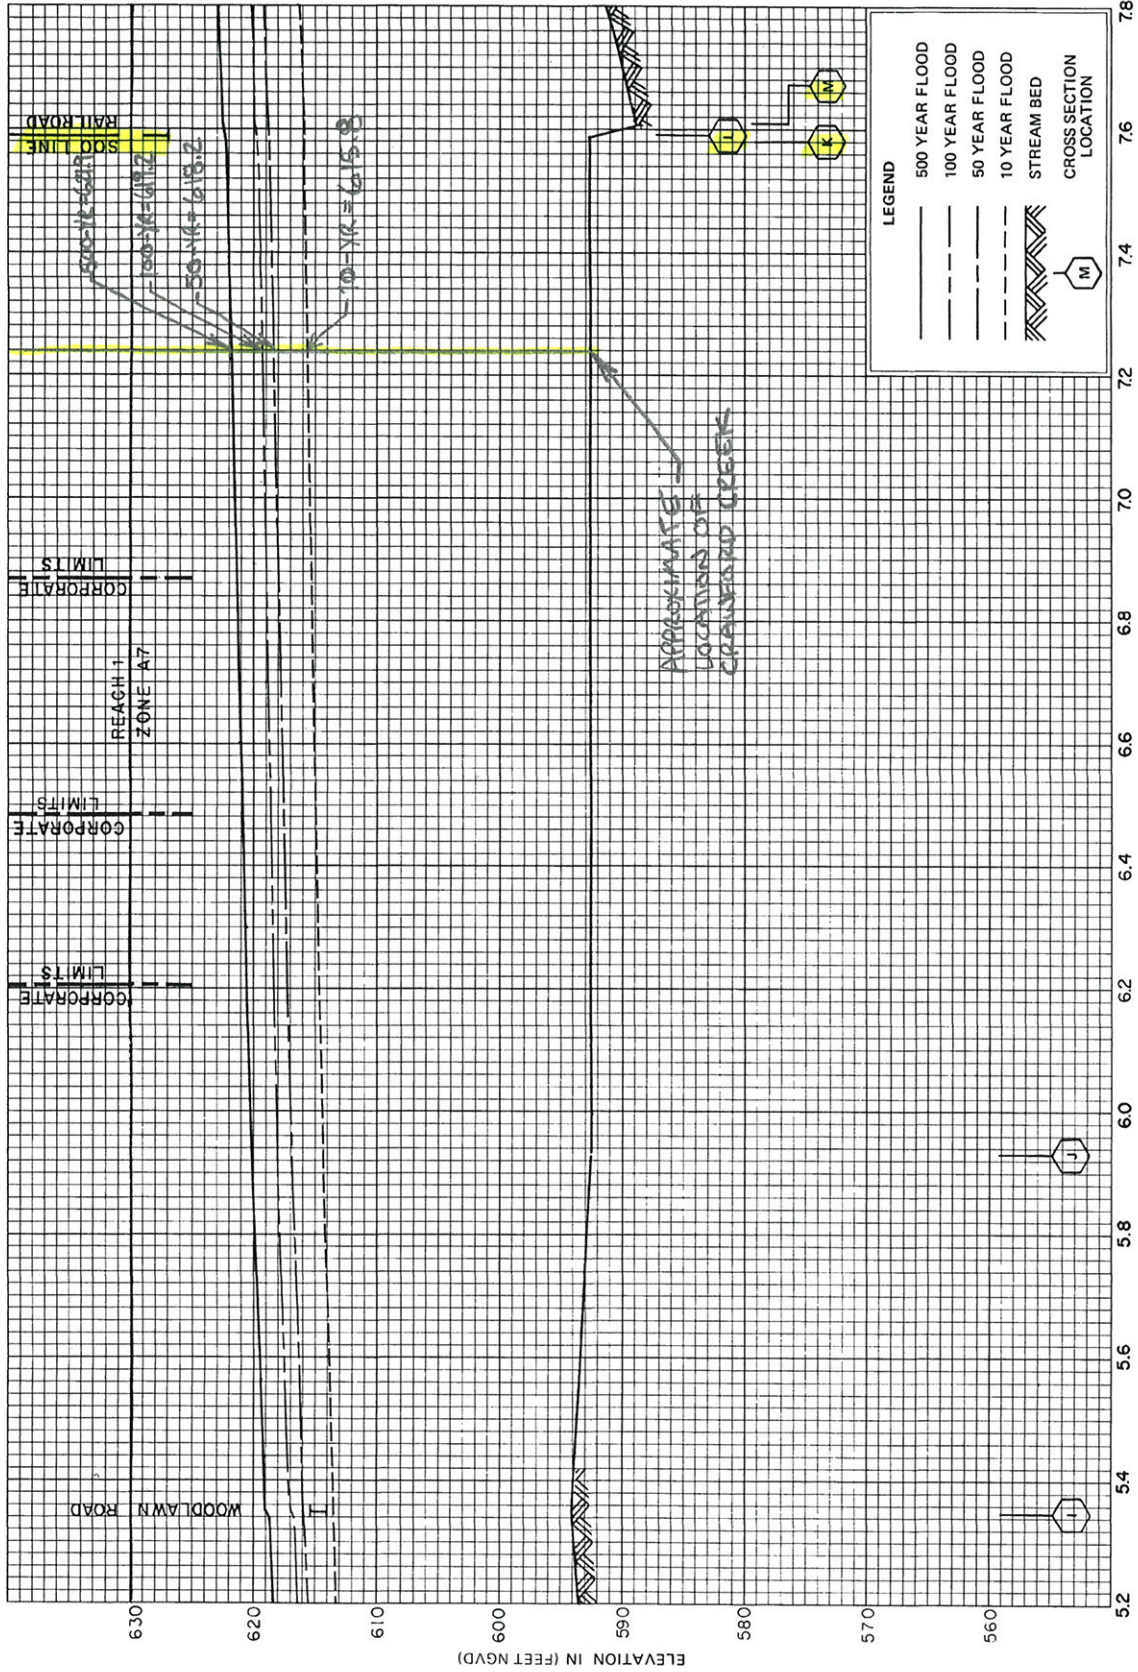 SOO LINE
RAILROAD
500-YR=621.9
100-YR=619.2
50-YR=618.2
10-YR=615.8
CORPORATE
LIMITS
REACH 1
ZONE A7
CORPORATE
LIMITS
CORPORATE
LIMITS
WOODLAWN ROAD
APPROXIMATE
LOCATION OF
CRAWFORD CREEK
LEGEND
500 YEAR FLOOD
100 YEAR FLOOD
50 YEAR FLOOD
10 YEAR FLOOD
STREAM BED
CROSS SECTION
LOCATION
M
L
M
K
J
I
630
620
610
600
590
580
570
560
ELEVATION IN (FEET NGVD)
5.2
5.4
5.6
5.8
6.0
6.2
6.4
6.6
6.8
7.0
7.2
7.4
7.6
7.8